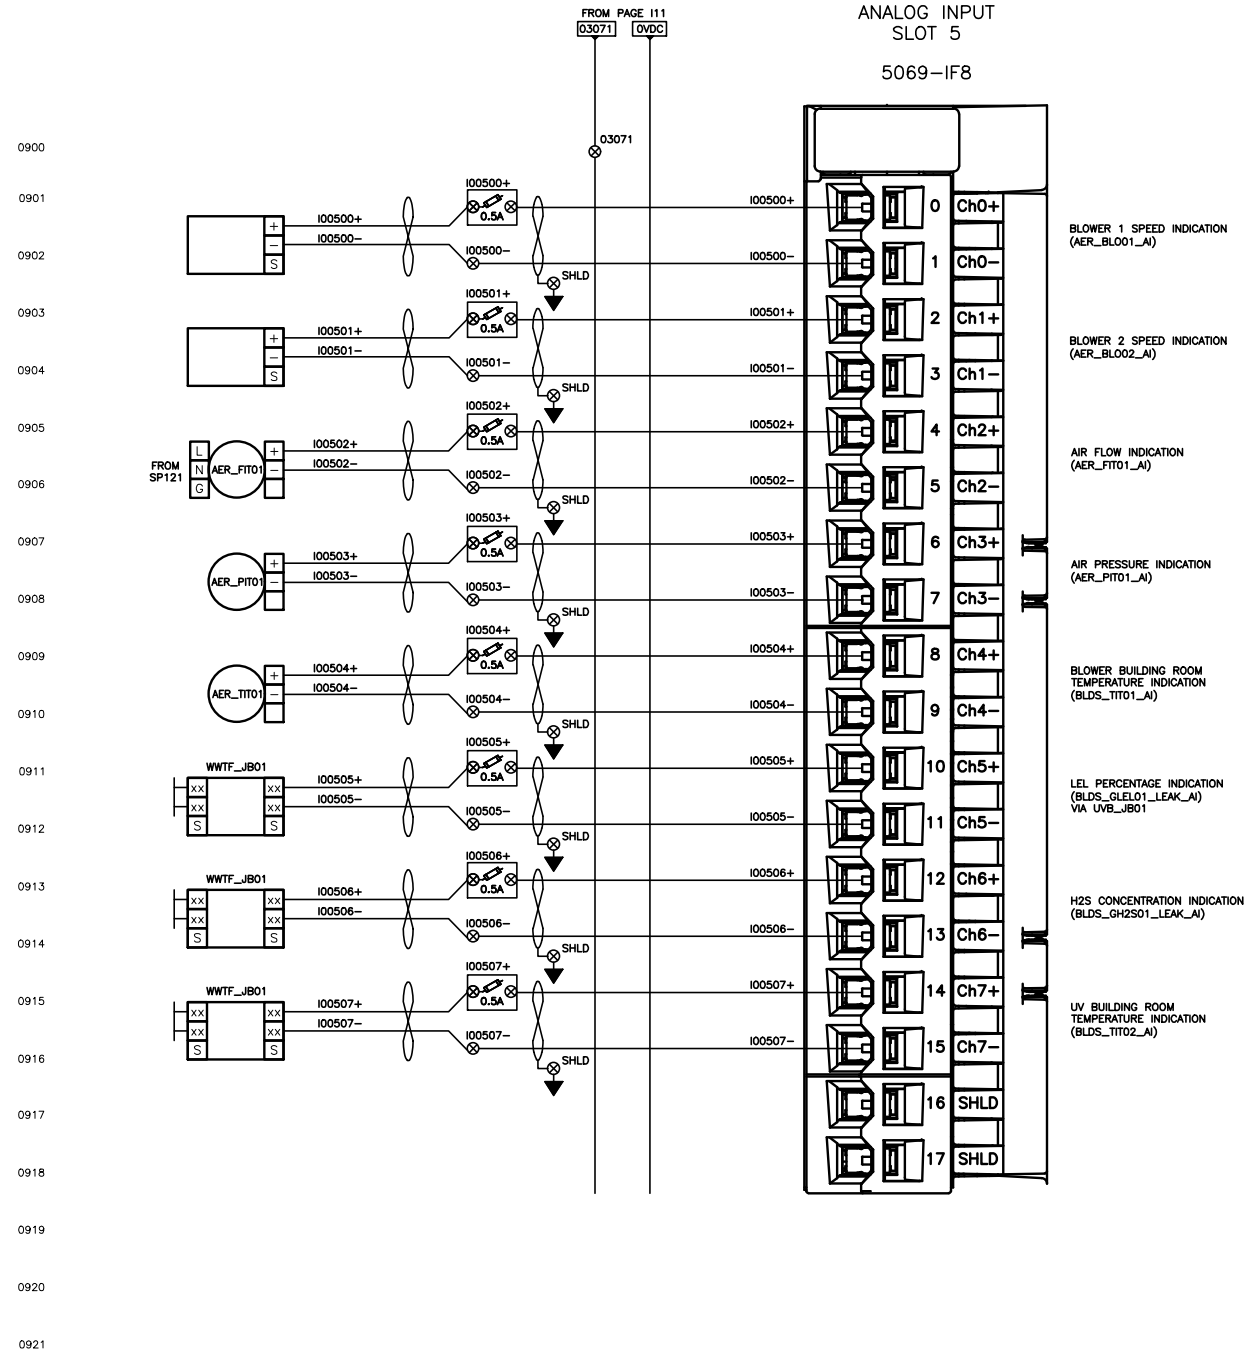 FROM PAGE I11
03071 0VDC
ANALOG INPUT
SLOT 5
5069-IF8
0900
03071
0901
I00500+
I00500+
0.5A
I00500+
0 Ch0+
+
I00500-
I00500-
I00500-
1 Ch0-
-
S
SHLD
BLOWER 1 SPEED INDICATION
(AER_BLO01_AI)
0902
0903
I00501+
I00501+
0.5A
I00501+
2 Ch1+
+
I00501-
I00501-
I00501-
3 Ch1-
-
S
SHLD
BLOWER 2 SPEED INDICATION
(AER_BLO02_AI)
0904
0905
I00502+
I00502+
0.5A
I00502+
4 Ch2+
FROM
SP121
L
N
G
AER_FIT01
+
-
I00502-
I00502-
I00502-
5 Ch2-
SHLD
AIR FLOW INDICATION
(AER_FIT01_AI)
0906
0907
I00503+
I00503+
0.5A
I00503+
6 Ch3+
AER_PIT01
+
-
I00503-
I00503-
I00503-
7 Ch3-
SHLD
AIR PRESSURE INDICATION
(AER_PIT01_AI)
0908
0909
I00504+
I00504+
0.5A
I00504+
8 Ch4+
AER_TIT01
+
-
I00504-
I00504-
I00504-
9 Ch4-
SHLD
BLOWER BUILDING ROOM
TEMPERATURE INDICATION
(BLDS_TIT01_AI)
0910
0911
WWTF_JB01
I00505+
I00505+
0.5A
I00505+
10 Ch5+
XX XX
XX XX
S S
I00505-
I00505-
I00505-
11 Ch5-
SHLD
LEL PERCENTAGE INDICATION
(BLDS_GLEL01_LEAK_AI)
VIA UVB_JB01
0912
0913
WWTF_JB01
I00506+
I00506+
0.5A
I00506+
12 Ch6+
XX XX
XX XX
S S
I00506-
I00506-
I00506-
13 Ch6-
SHLD
H2S CONCENTRATION INDICATION
(BLDS_GH2S01_LEAK_AI)
0914
0915
WWTF_JB01
I00507+
I00507+
0.5A
I00507+
14 Ch7+
XX XX
XX XX
S S
I00507-
I00507-
I00507-
15 Ch7-
SHLD
UV BUILDING ROOM
TEMPERATURE INDICATION
(BLDS_TIT02_AI)
0916
16 SHLD
0917
17 SHLD
0918
0919
0920
0921